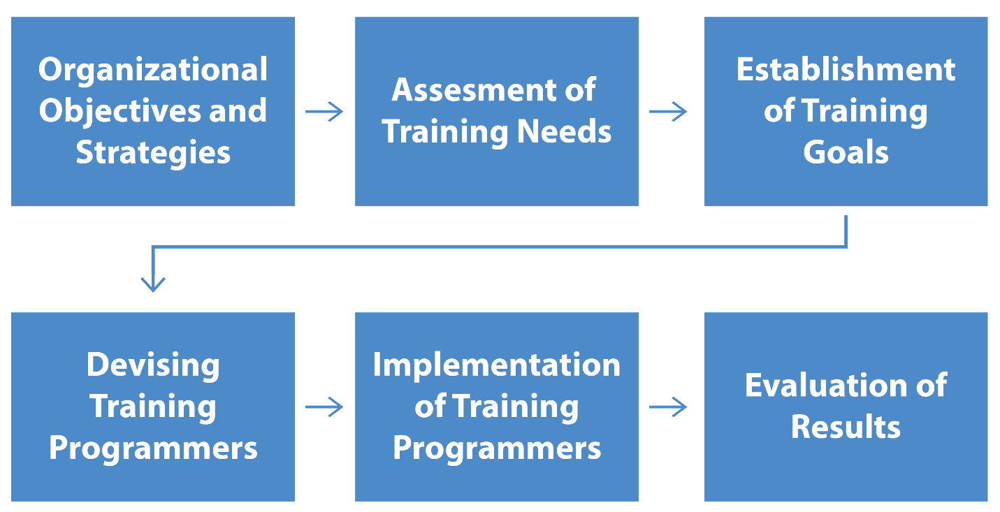 Organizational
Objectives and
Strategies
Assesment of
Training Needs
Establishment
of Training
Goals
Devising
Training
Programmers
Implementation
of Training
Programmers
Evaluation of
Results